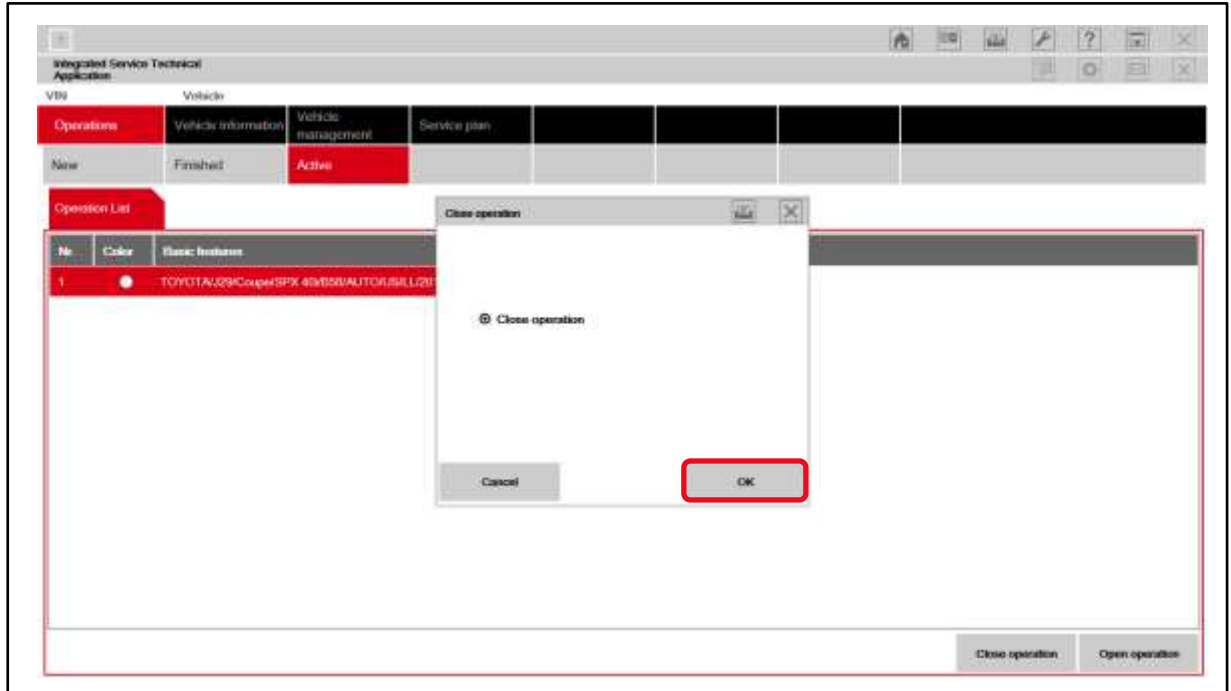 Integrated Service Technical
Application
VIN Vehicle
Operations Vehicle information Vehicle management Service plan
New Finished Active
Operation List
Close operation
Nr. Color Basic features
1 TOYOTA/J29/Coupe/SPX 40i/B58/AUTO/US/LL/201
Close operation
Cancel OK
Close operation Open operation